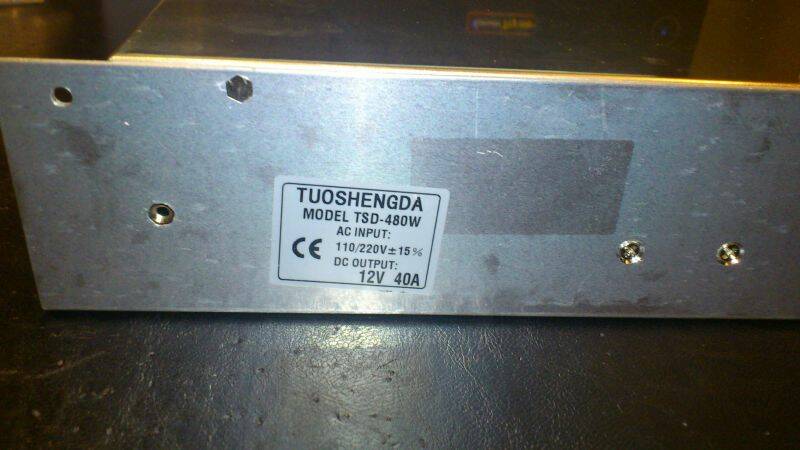 TUOSHENGDA
MODEL TSD-480W
AC INPUT:
CE 110/220V±15%
DC OUTPUT:
12V 40A